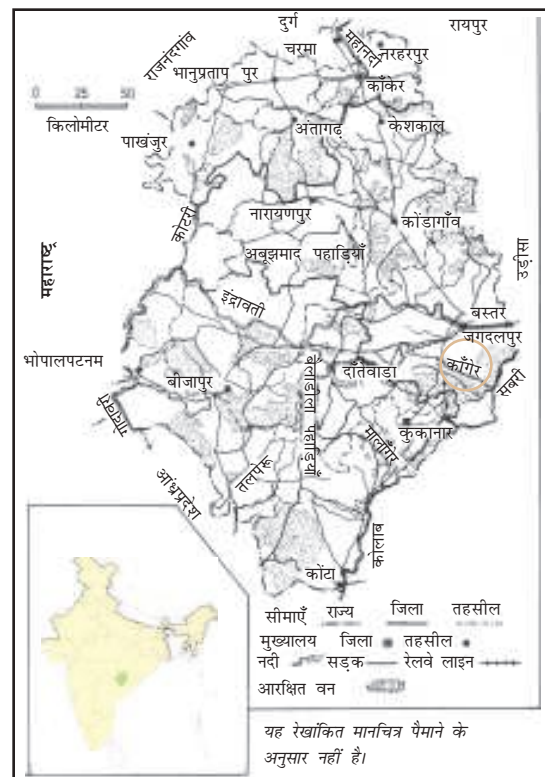 दुर्ग
रायपुर
राजनंदगांव
चरमा
महानदी
नरहरपुर
भानुप्रताप पुर
काँकेर
0 25 50
किलोमीटर
अंतागढ़
केशकाल
पाखंजुर
कोटरी
नारायणपुर
कोंडागाँव
महाराष्ट्र
अबूझमाद पहाड़ियाँ
उड़ीसा
इंद्रावती
बस्तर
जगदलपुर
भोपालपटनम
बीजापुर
बैलाडीला पहाड़ियाँ
दाँतेवाड़ा
काँगेर
सबरी
गोदावरी
कुकानार
मालाँगेर
तलपेरू
आंध्रप्रदेश
कोलाब
कोंटा
सीमाएँ राज्य जिला तहसील
मुख्यालय जिला तहसील
नदी सड़क रेलवे लाइन
आरक्षित वन
यह रेखांकित मानचित्र पैमाने के
अनुसार नहीं है।